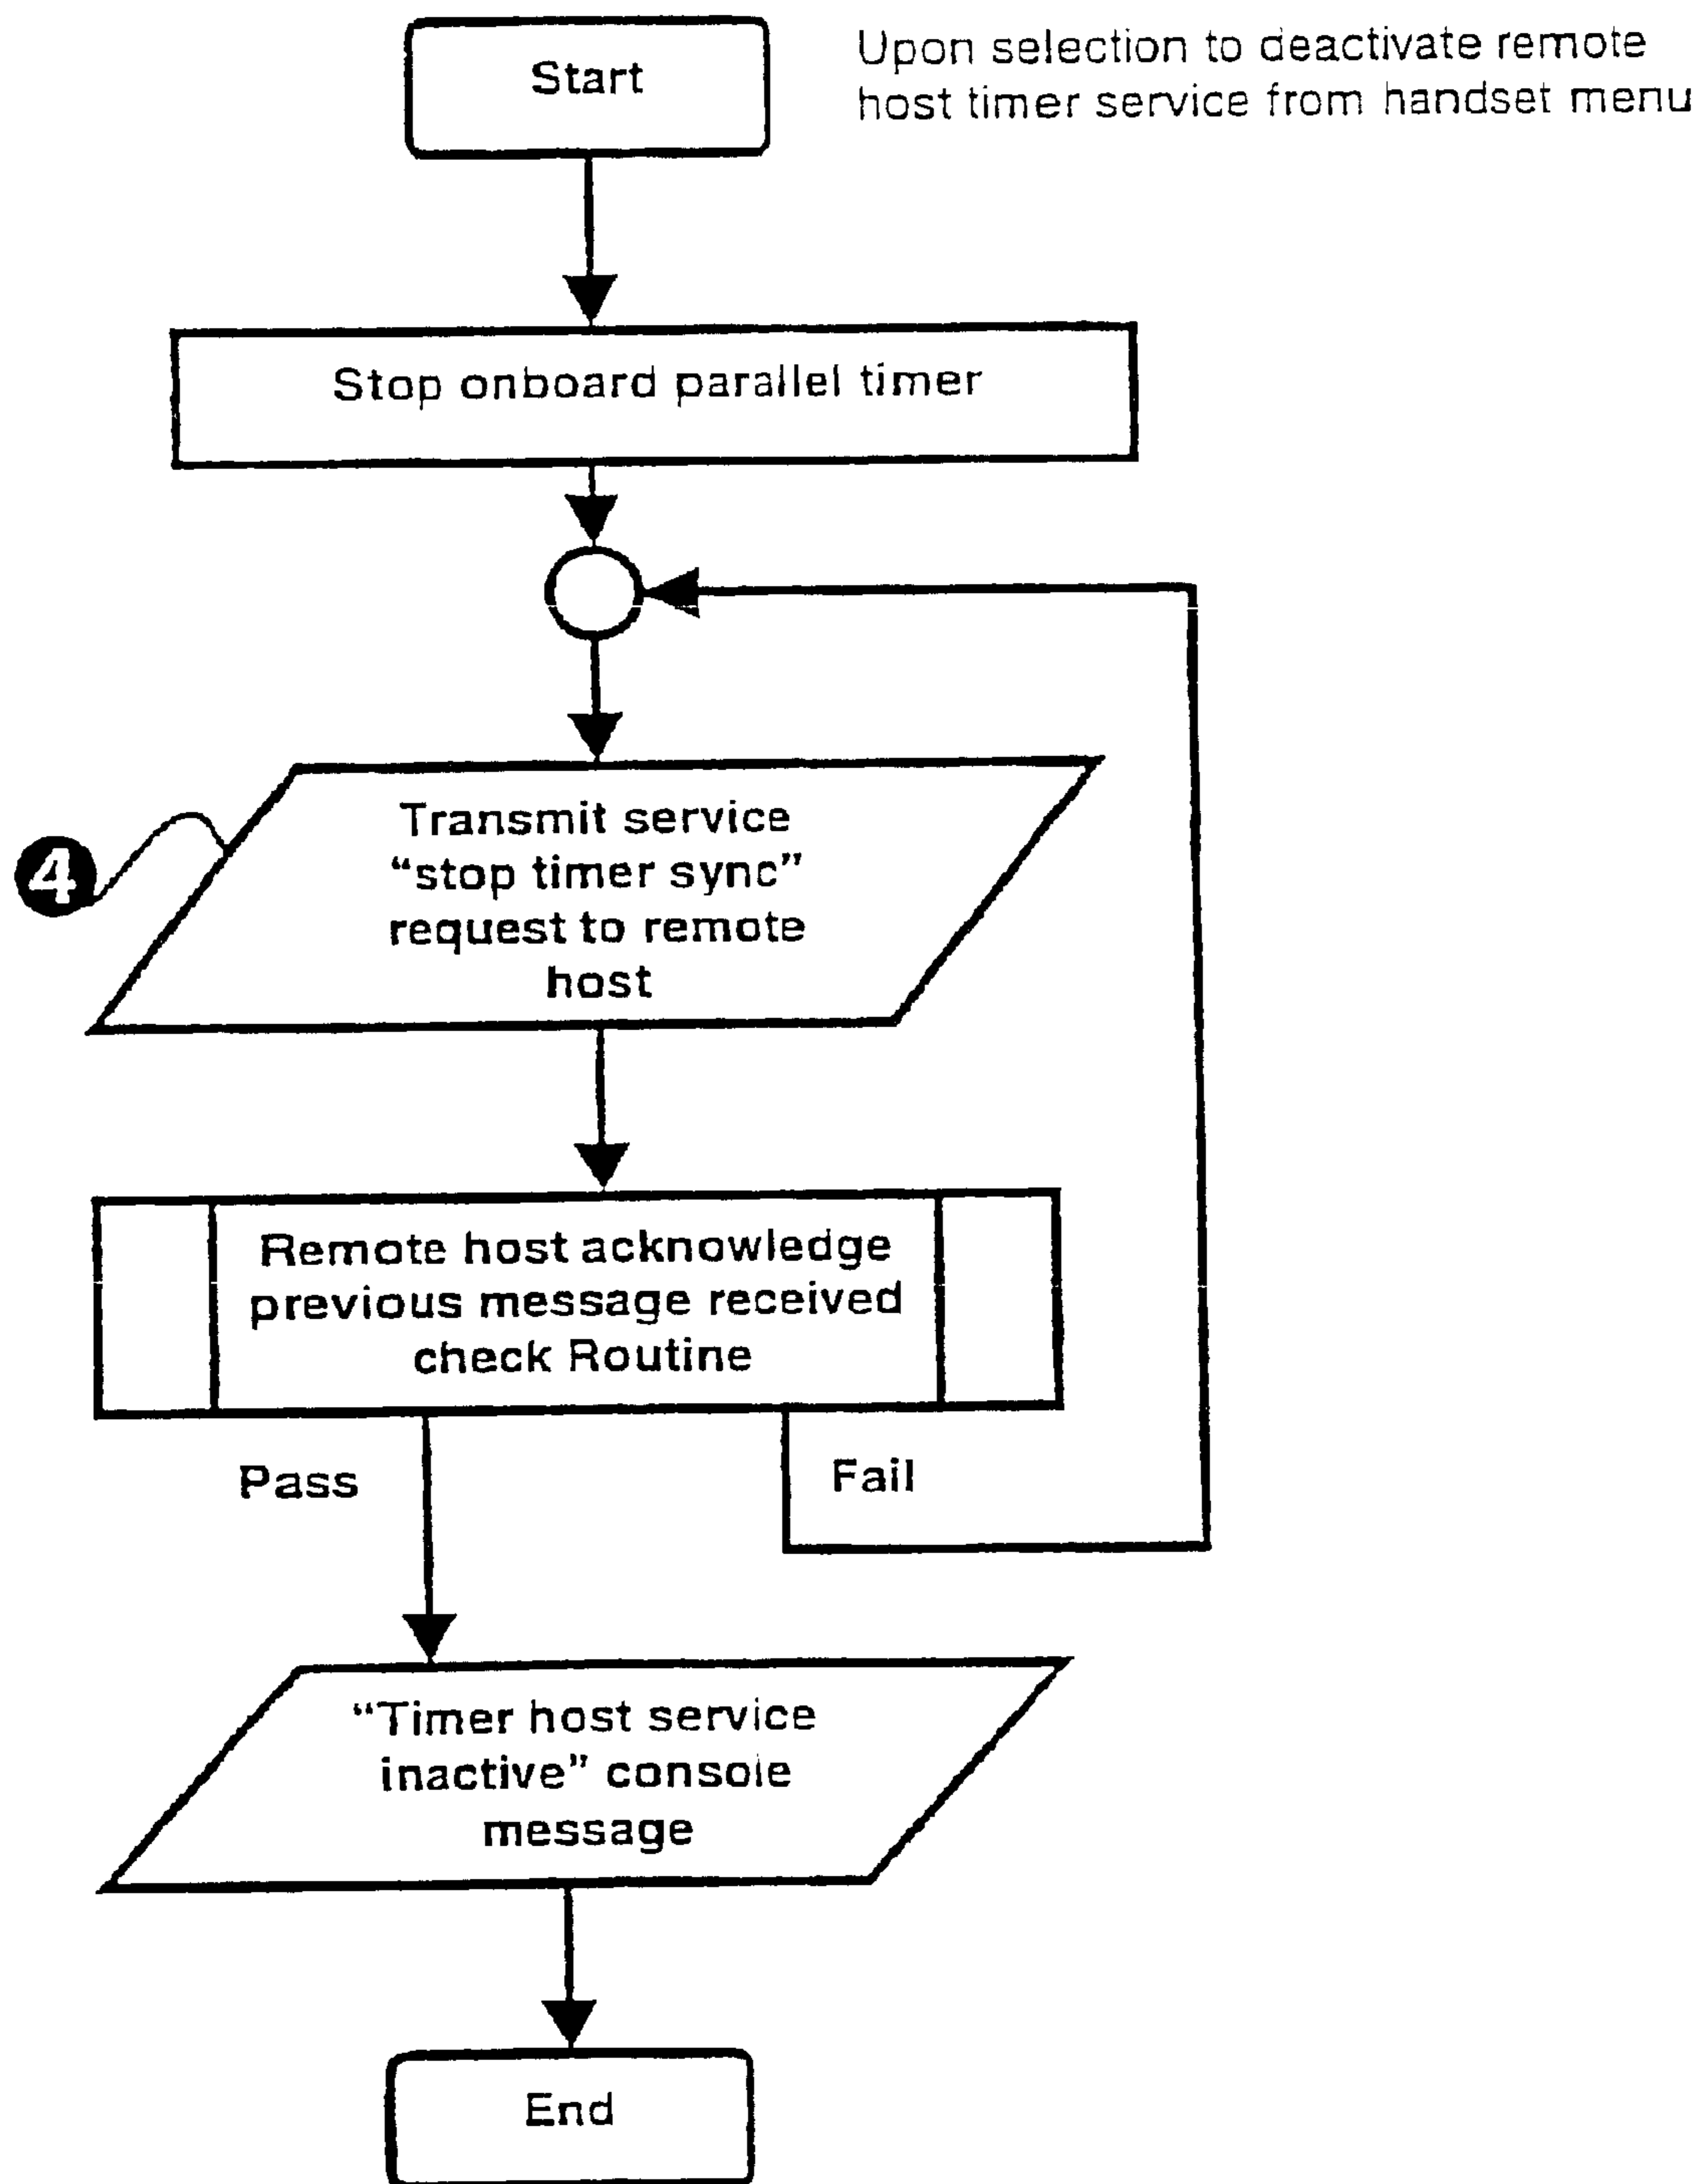 Start
Upon selection to deactivate remote
host timer service from handset menu
Stop onboard parallel timer
4
Transmit service
“stop timer sync”
request to remote
host
Remote host acknowledge
previous message received
check Routine
Pass
Fail
“Timer host service
inactive” console
message
End